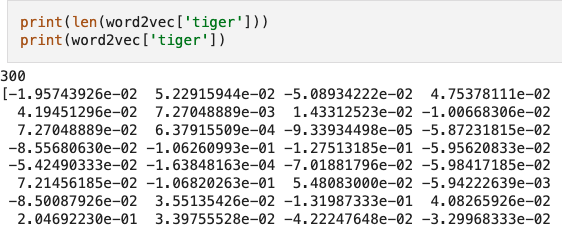 print(len(word2vec['tiger']))
print(word2vec['tiger'])
300
[-1.95743926e-02  5.22915944e-02 -5.08934222e-02  4.75378111e-02
  4.19451296e-02  7.27048889e-03  1.43312523e-02 -1.00668306e-02
  7.27048889e-02  6.37915509e-04 -9.33934498e-05 -5.87231815e-02
 -8.55680630e-02 -1.06260993e-01 -1.27513185e-01 -5.95620833e-02
 -5.42490333e-02 -1.63848163e-04 -7.01881796e-02 -5.98417185e-02
  7.21456185e-02 -1.06820263e-01  5.48083000e-02 -5.94222639e-03
 -8.50087926e-02  3.55135426e-02 -1.31987333e-01  4.08265926e-02
  2.04692230e-01  3.39755528e-02 -4.22247648e-02 -3.29968333e-02